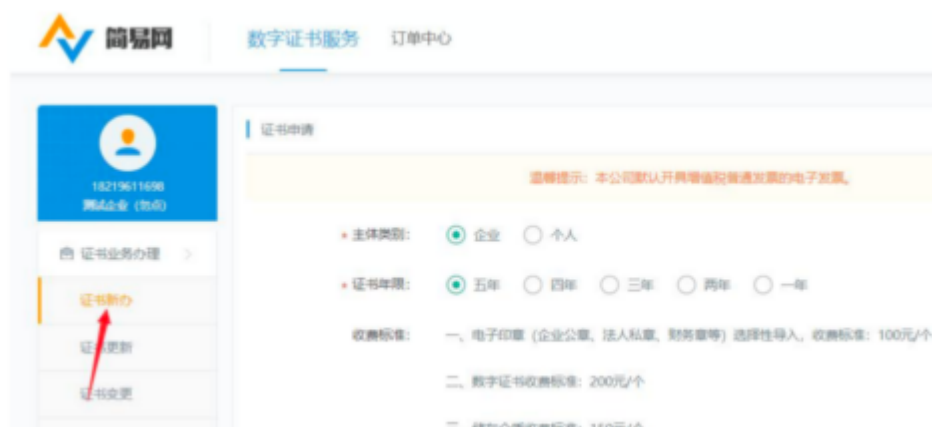 简易网
数字证书服务 订单中心
证书申请
18219611698
测试企业（勿动）
温馨提示：本公司默认开具增值税普通发票的电子发票。
* 主体类别： 企业 个人
证书业务办理
* 证书年限： 五年 四年 三年 两年 一年
证书新办
收费标准： 一、电子印章（企业公章、法人私章、财务章等）选择性导入，收费标准：100元/个
证书更新
二、数字证书收费标准：200元/个
证书变更